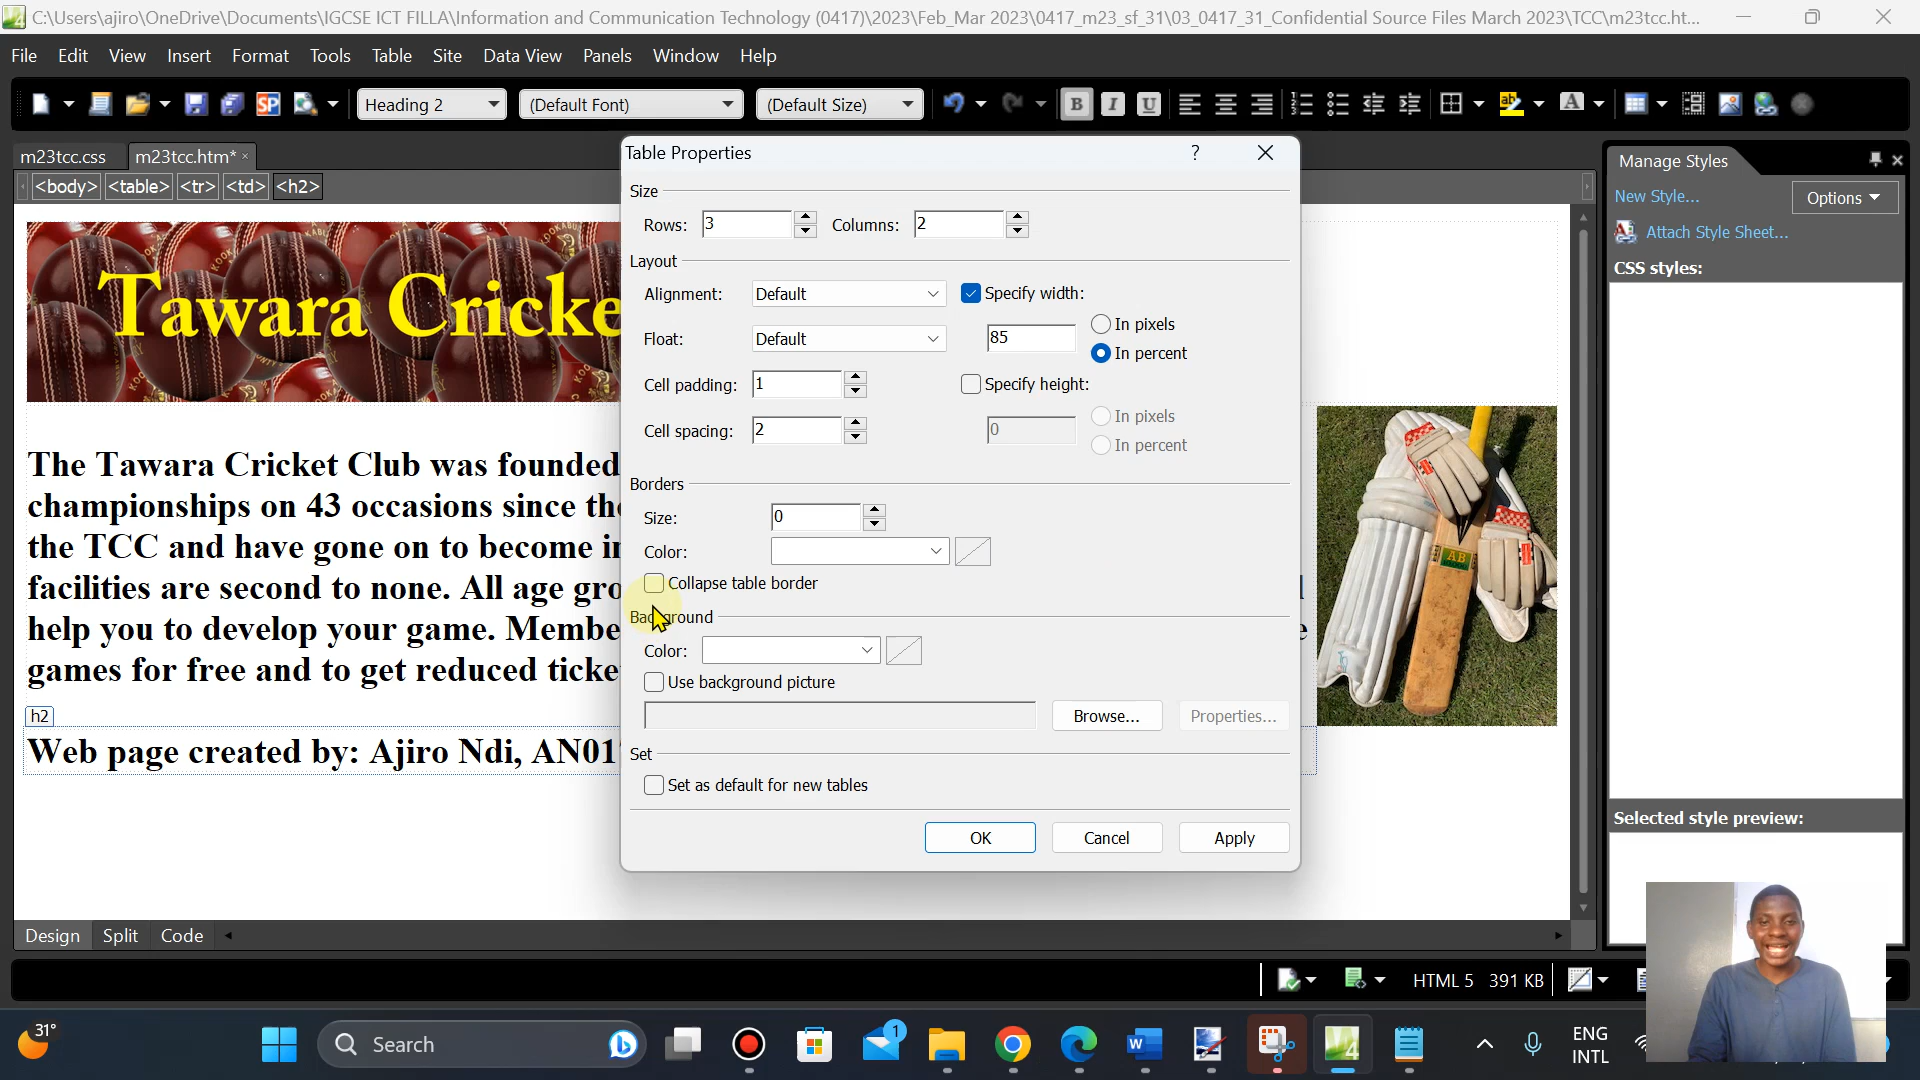 C:\Users\ajiro\OneDrive\Documents\IGCSE ICT FILLA\Information and Communication Technology (0417)\2023\Feb_Mar 2023\0417_m23_sf_31\03_0417_31_Confidential Source Files March 2023\TCC\m23tcc.ht...
File Edit View Insert Format Tools Table Site Data View Panels Window Help
Heading 2 (Default Font) (Default Size)
m23tcc.css m23tcc.htm*
<body> <table> <tr> <td> <h2>
Tawara Cricke
The Tawara Cricket Club was founded
championships on 43 occasions since the
the TCC and have gone on to become in
facilities are second to none. All age gro
help you to develop your game. Membe
games for free and to get reduced ticke
h2
Web page created by: Ajiro Ndi, AN01
Table Properties
Size
Rows: 3 Columns: 2
Layout
Alignment: Default Specify width:
Float: Default 85 In pixels
In percent
Cell padding: 1 Specify height:
Cell spacing: 2 0 In pixels
In percent
Borders
Size: 0
Color:
Collapse table border
Background
Color:
Use background picture
Browse... Properties...
Set
Set as default for new tables
OK Cancel Apply
AB
Manage Styles
New Style... Options
Attach Style Sheet...
CSS styles:
Selected style preview:
Design Split Code
HTML 5 391 KB
31°
Search
1
ENG
INTL